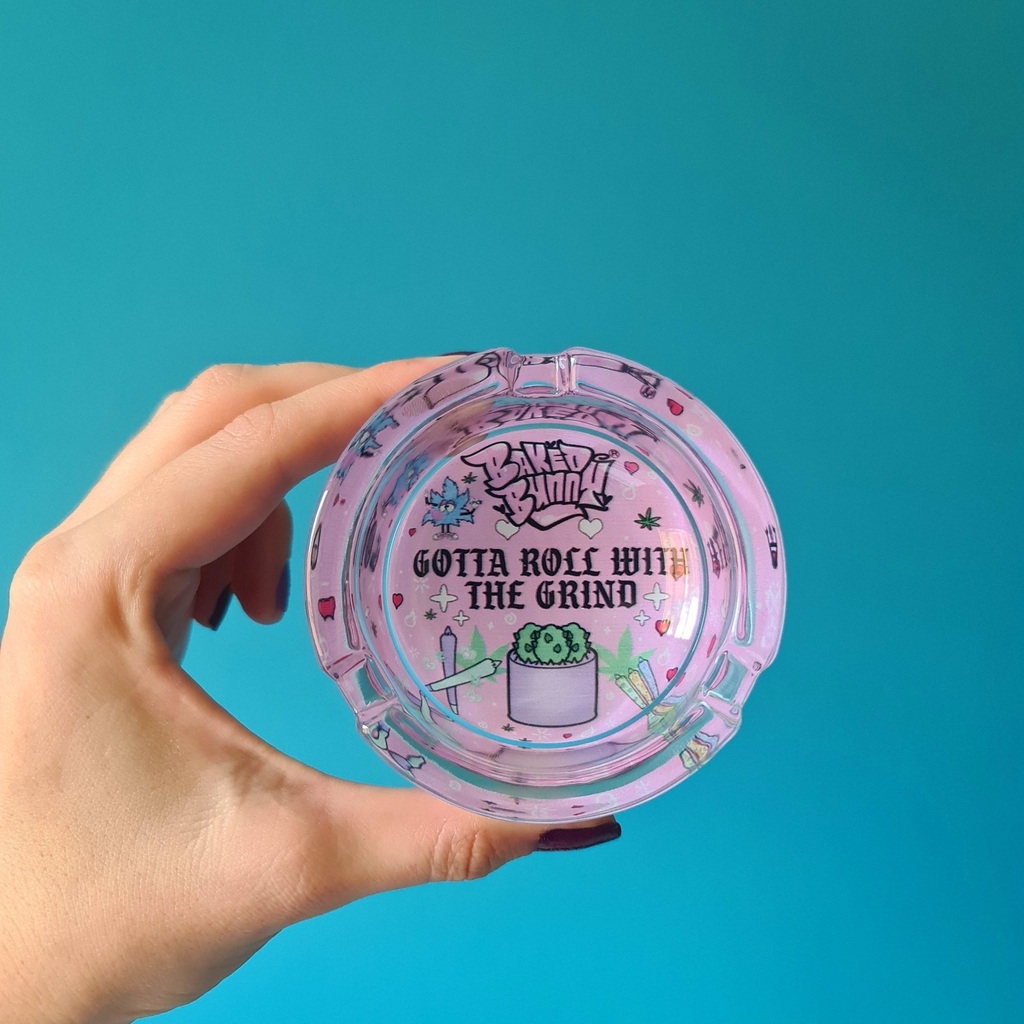 BAKED
BUNNY®
GOTTA ROLL WITH
THE GRIND